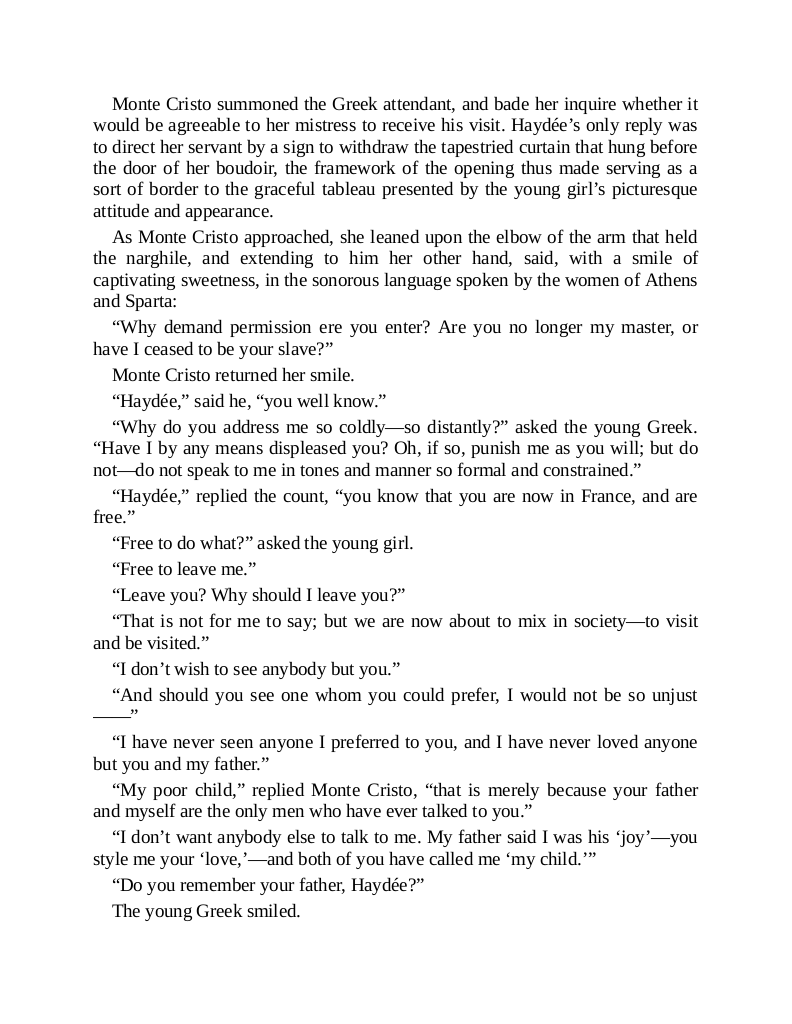 Monte Cristo summoned the Greek attendant, and bade her inquire whether it
would be agreeable to her mistress to receive his visit. Haydée’s only reply was
to direct her servant by a sign to withdraw the tapestried curtain that hung before
the door of her boudoir, the framework of the opening thus made serving as a
sort of border to the graceful tableau presented by the young girl’s picturesque
attitude and appearance.
As Monte Cristo approached, she leaned upon the elbow of the arm that held
the narghile, and extending to him her other hand, said, with a smile of
captivating sweetness, in the sonorous language spoken by the women of Athens
and Sparta:
“Why demand permission ere you enter? Are you no longer my master, or
have I ceased to be your slave?”
Monte Cristo returned her smile.
“Haydée,” said he, “you well know.”
“Why do you address me so coldly—so distantly?” asked the young Greek.
“Have I by any means displeased you? Oh, if so, punish me as you will; but do
not—do not speak to me in tones and manner so formal and constrained.”
“Haydée,” replied the count, “you know that you are now in France, and are
free.”
“Free to do what?” asked the young girl.
“Free to leave me.”
“Leave you? Why should I leave you?”
“That is not for me to say; but we are now about to mix in society—to visit
and be visited.”
“I don’t wish to see anybody but you.”
“And should you see one whom you could prefer, I would not be so unjust
——”
“I have never seen anyone I preferred to you, and I have never loved anyone
but you and my father.”
“My poor child,” replied Monte Cristo, “that is merely because your father
and myself are the only men who have ever talked to you.”
“I don’t want anybody else to talk to me. My father said I was his ‘joy’—you
style me your ‘love,’—and both of you have called me ‘my child.’”
“Do you remember your father, Haydée?”
The young Greek smiled.